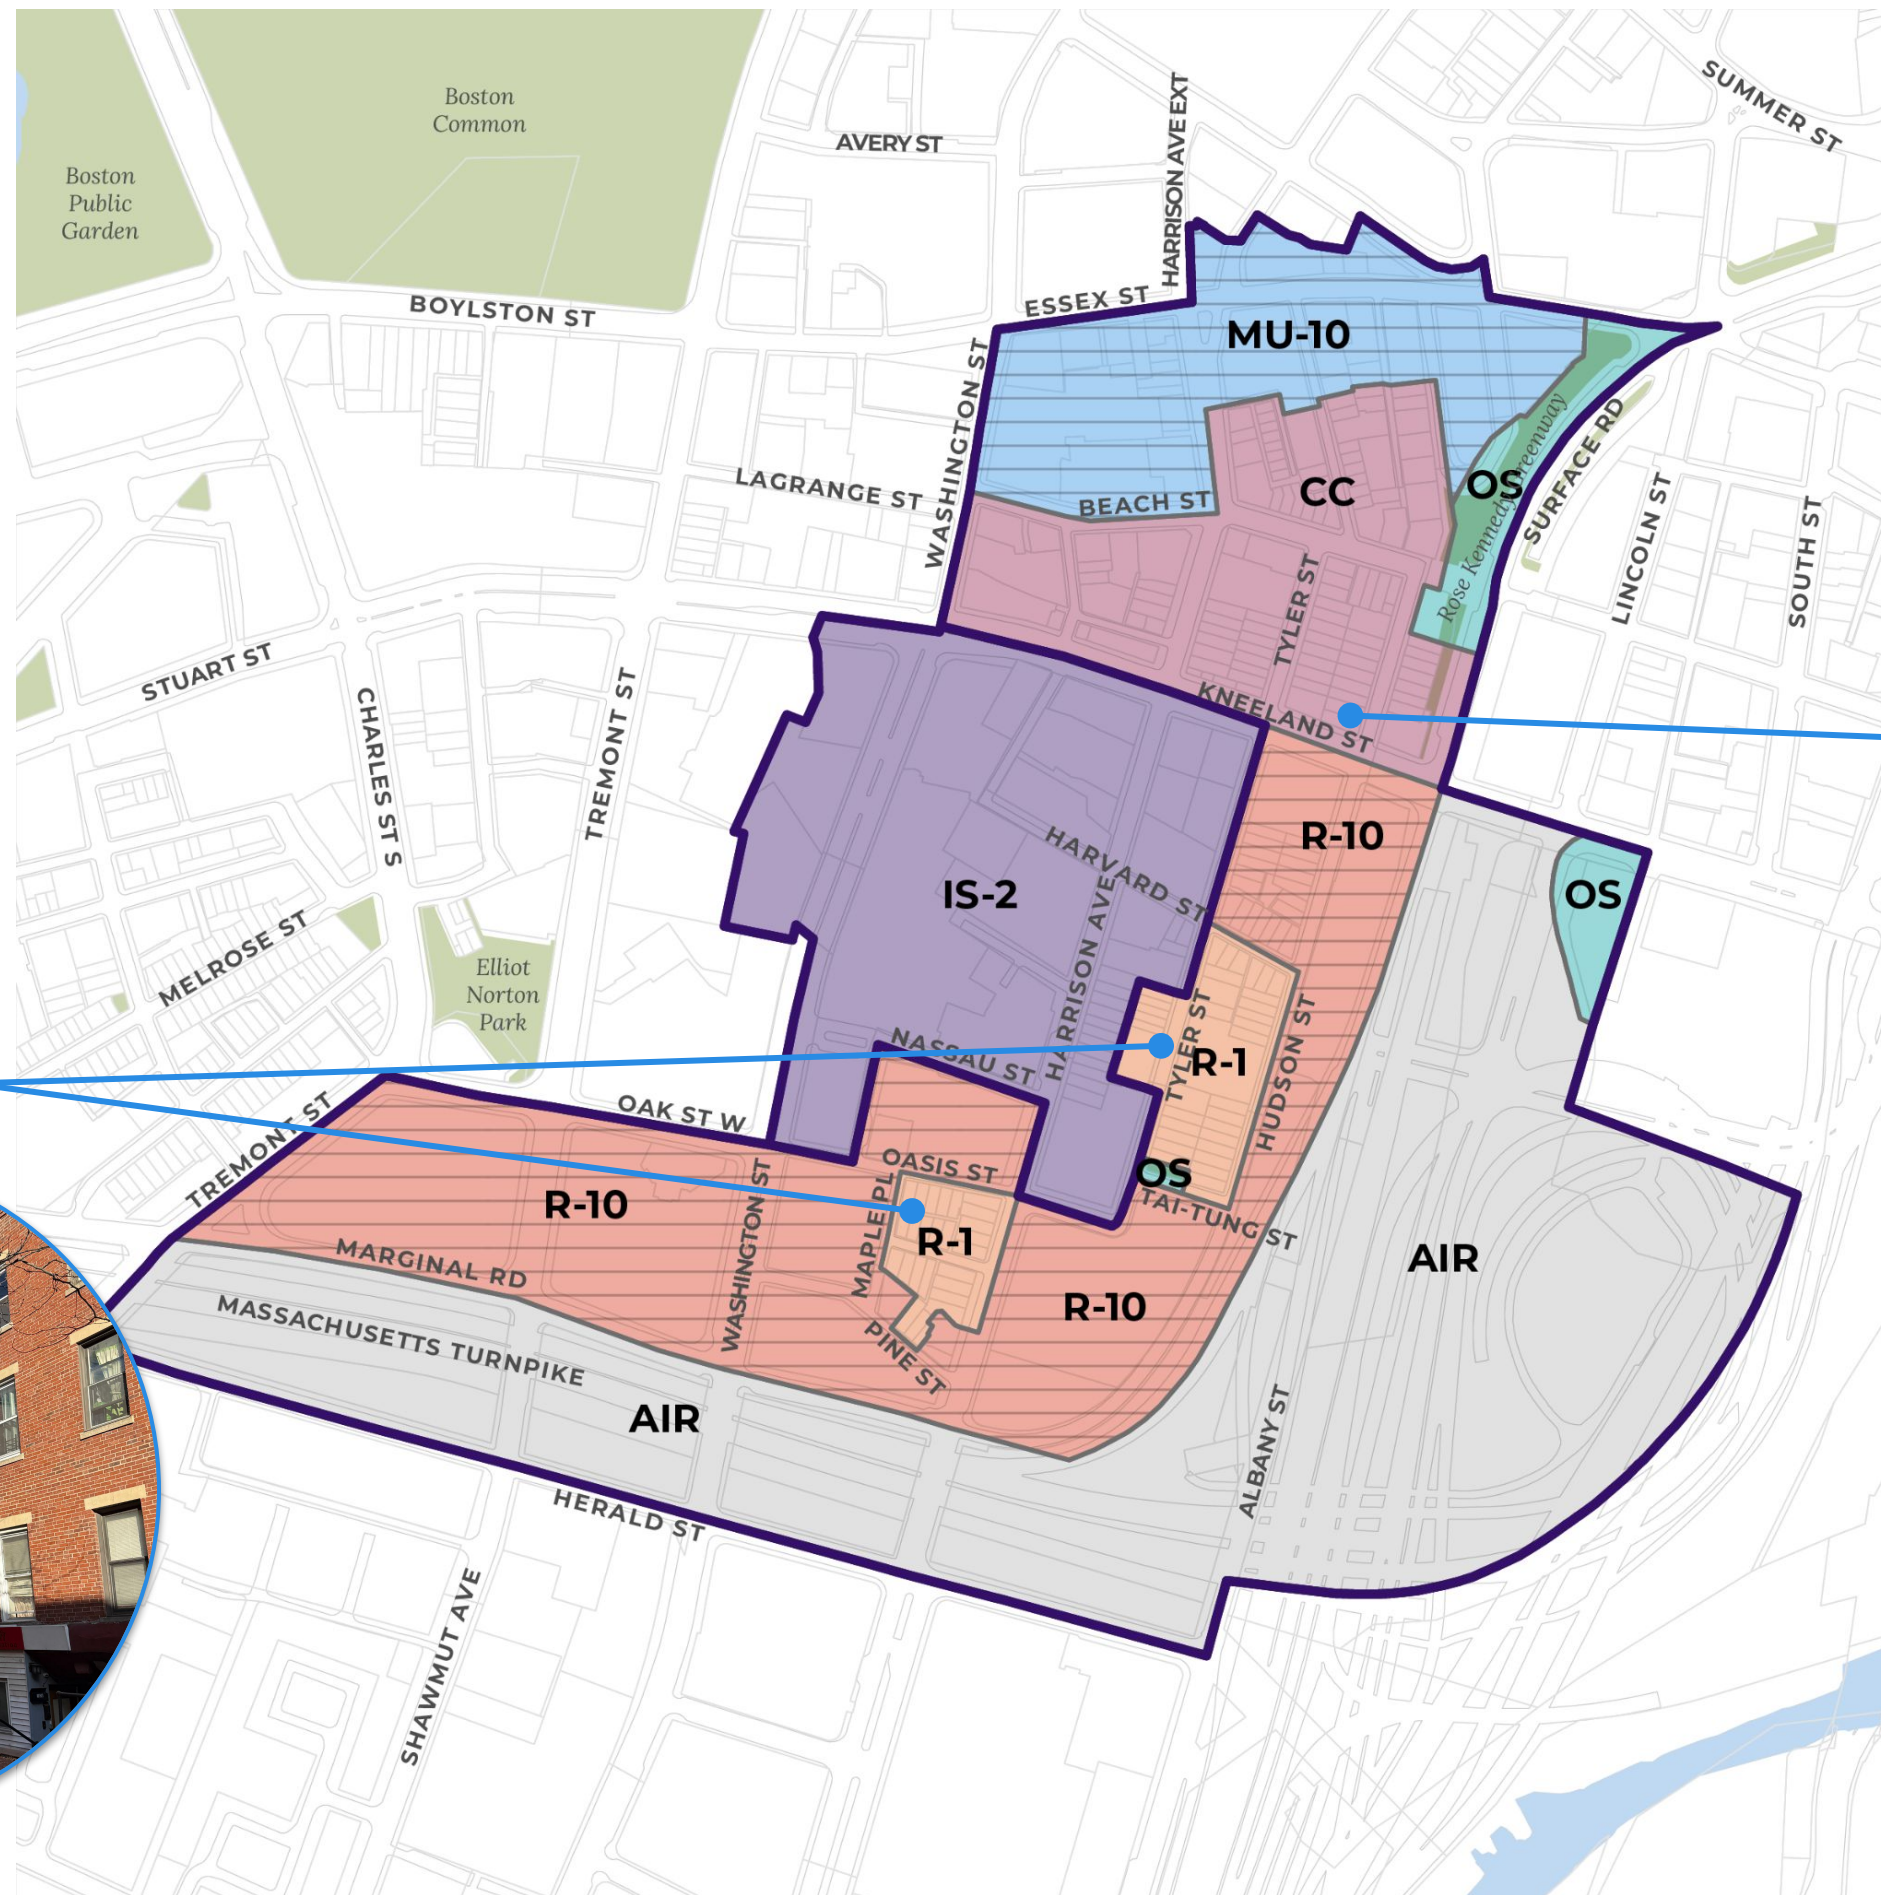 SUMMER ST
Boston
Common
AVERY ST
HARRISON AVE EXT
Boston
Public
Garden
BOYLSTON ST
ESSEX ST
MU-10
WASHINGTON ST
LAGRANGE ST
BEACH ST
CC
OS
Rose Kennedy Greenway
SURFACE RD
LINCOLN ST
SOUTH ST
TYLER ST
STUART ST
CHARLES ST S
TREMONT ST
KNEELAND ST
R-10
HARVARD ST
IS-2
HARRISON AVE
OS
MELROSE ST
Elliot
Norton
Park
NASSAU ST
TYLER ST
R-1
HUDSON ST
OAK ST W
TREMONT ST
OASIS ST
OS
TAI-TUNG ST
R-10
WASHINGTON ST
MAPLE PL
R-1
AIR
MARGINAL RD
R-10
MASSACHUSETTS TURNPIKE
PINE ST
AIR
ALBANY ST
HERALD ST
SHAWMUT AVE